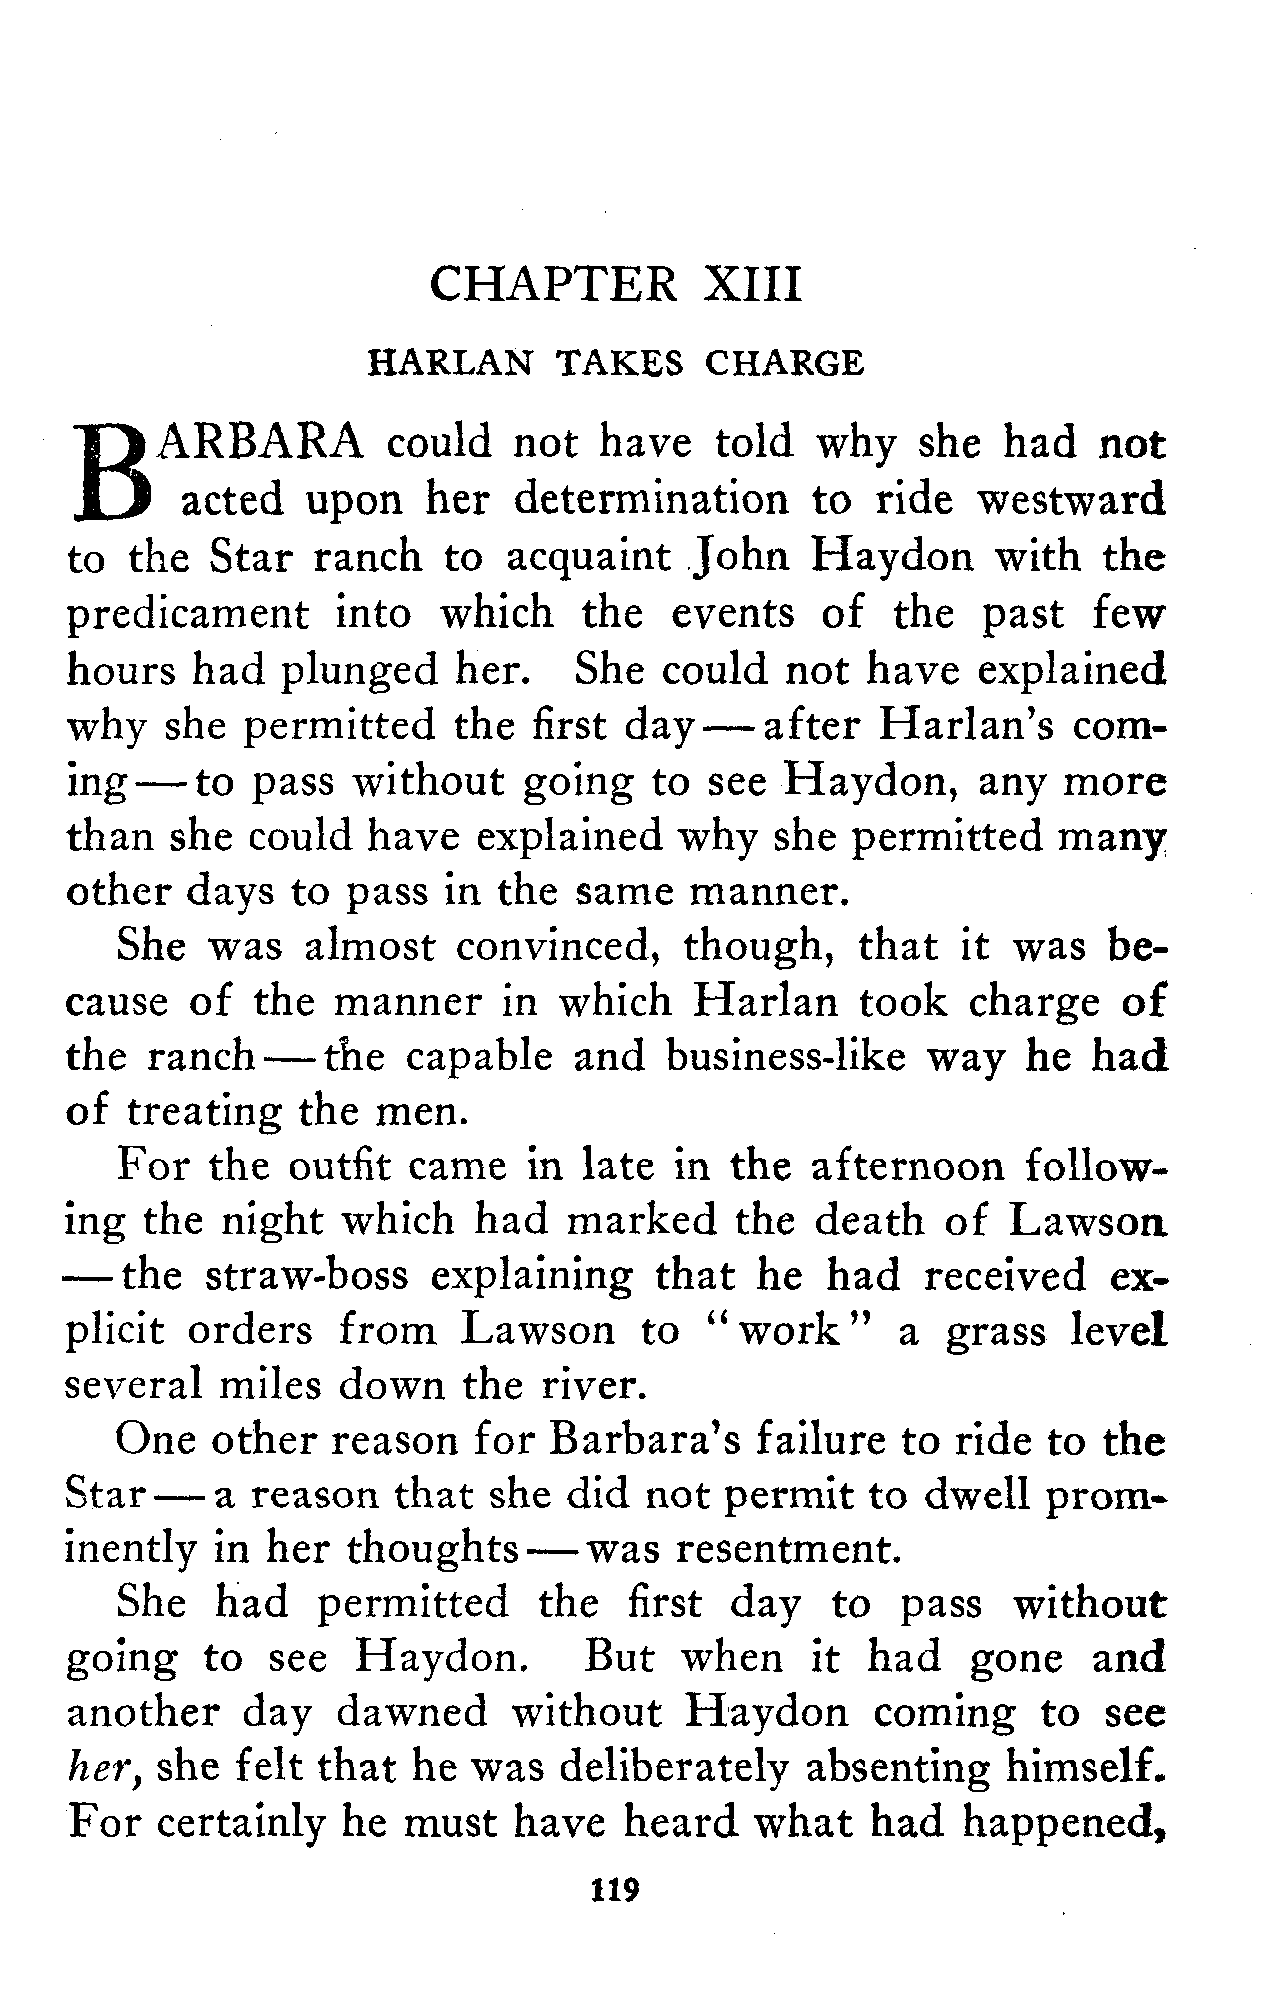 CHAPTER XIII
HARLAN TAKES CHARGE
BARBARA could not have told why she had not
acted upon her determination to ride westward
to the Star ranch to acquaint John Haydon with the
predicament into which the events of the past few
hours had plunged her. She could not have explained
why she permitted the first day—after Harlan's com-
ing—to pass without going to see Haydon, any more
than she could have explained why she permitted many
other days to pass in the same manner.
She was almost convinced, though, that it was be-
cause of the manner in which Harlan took charge of
the ranch—the capable and business-like way he had
of treating the men.
For the outfit came in late in the afternoon follow-
ing the night which had marked the death of Lawson
—the straw-boss explaining that he had received ex-
plicit orders from Lawson to "work" a grass level
several miles down the river.
One other reason for Barbara's failure to ride to the
Star—a reason that she did not permit to dwell prom-
inently in her thoughts—was resentment.
She had permitted the first day to pass without
going to see Haydon. But when it had gone and
another day dawned without Haydon coming to see
her, she felt that he was deliberately absenting himself.
For certainly he must have heard what had happened,
119